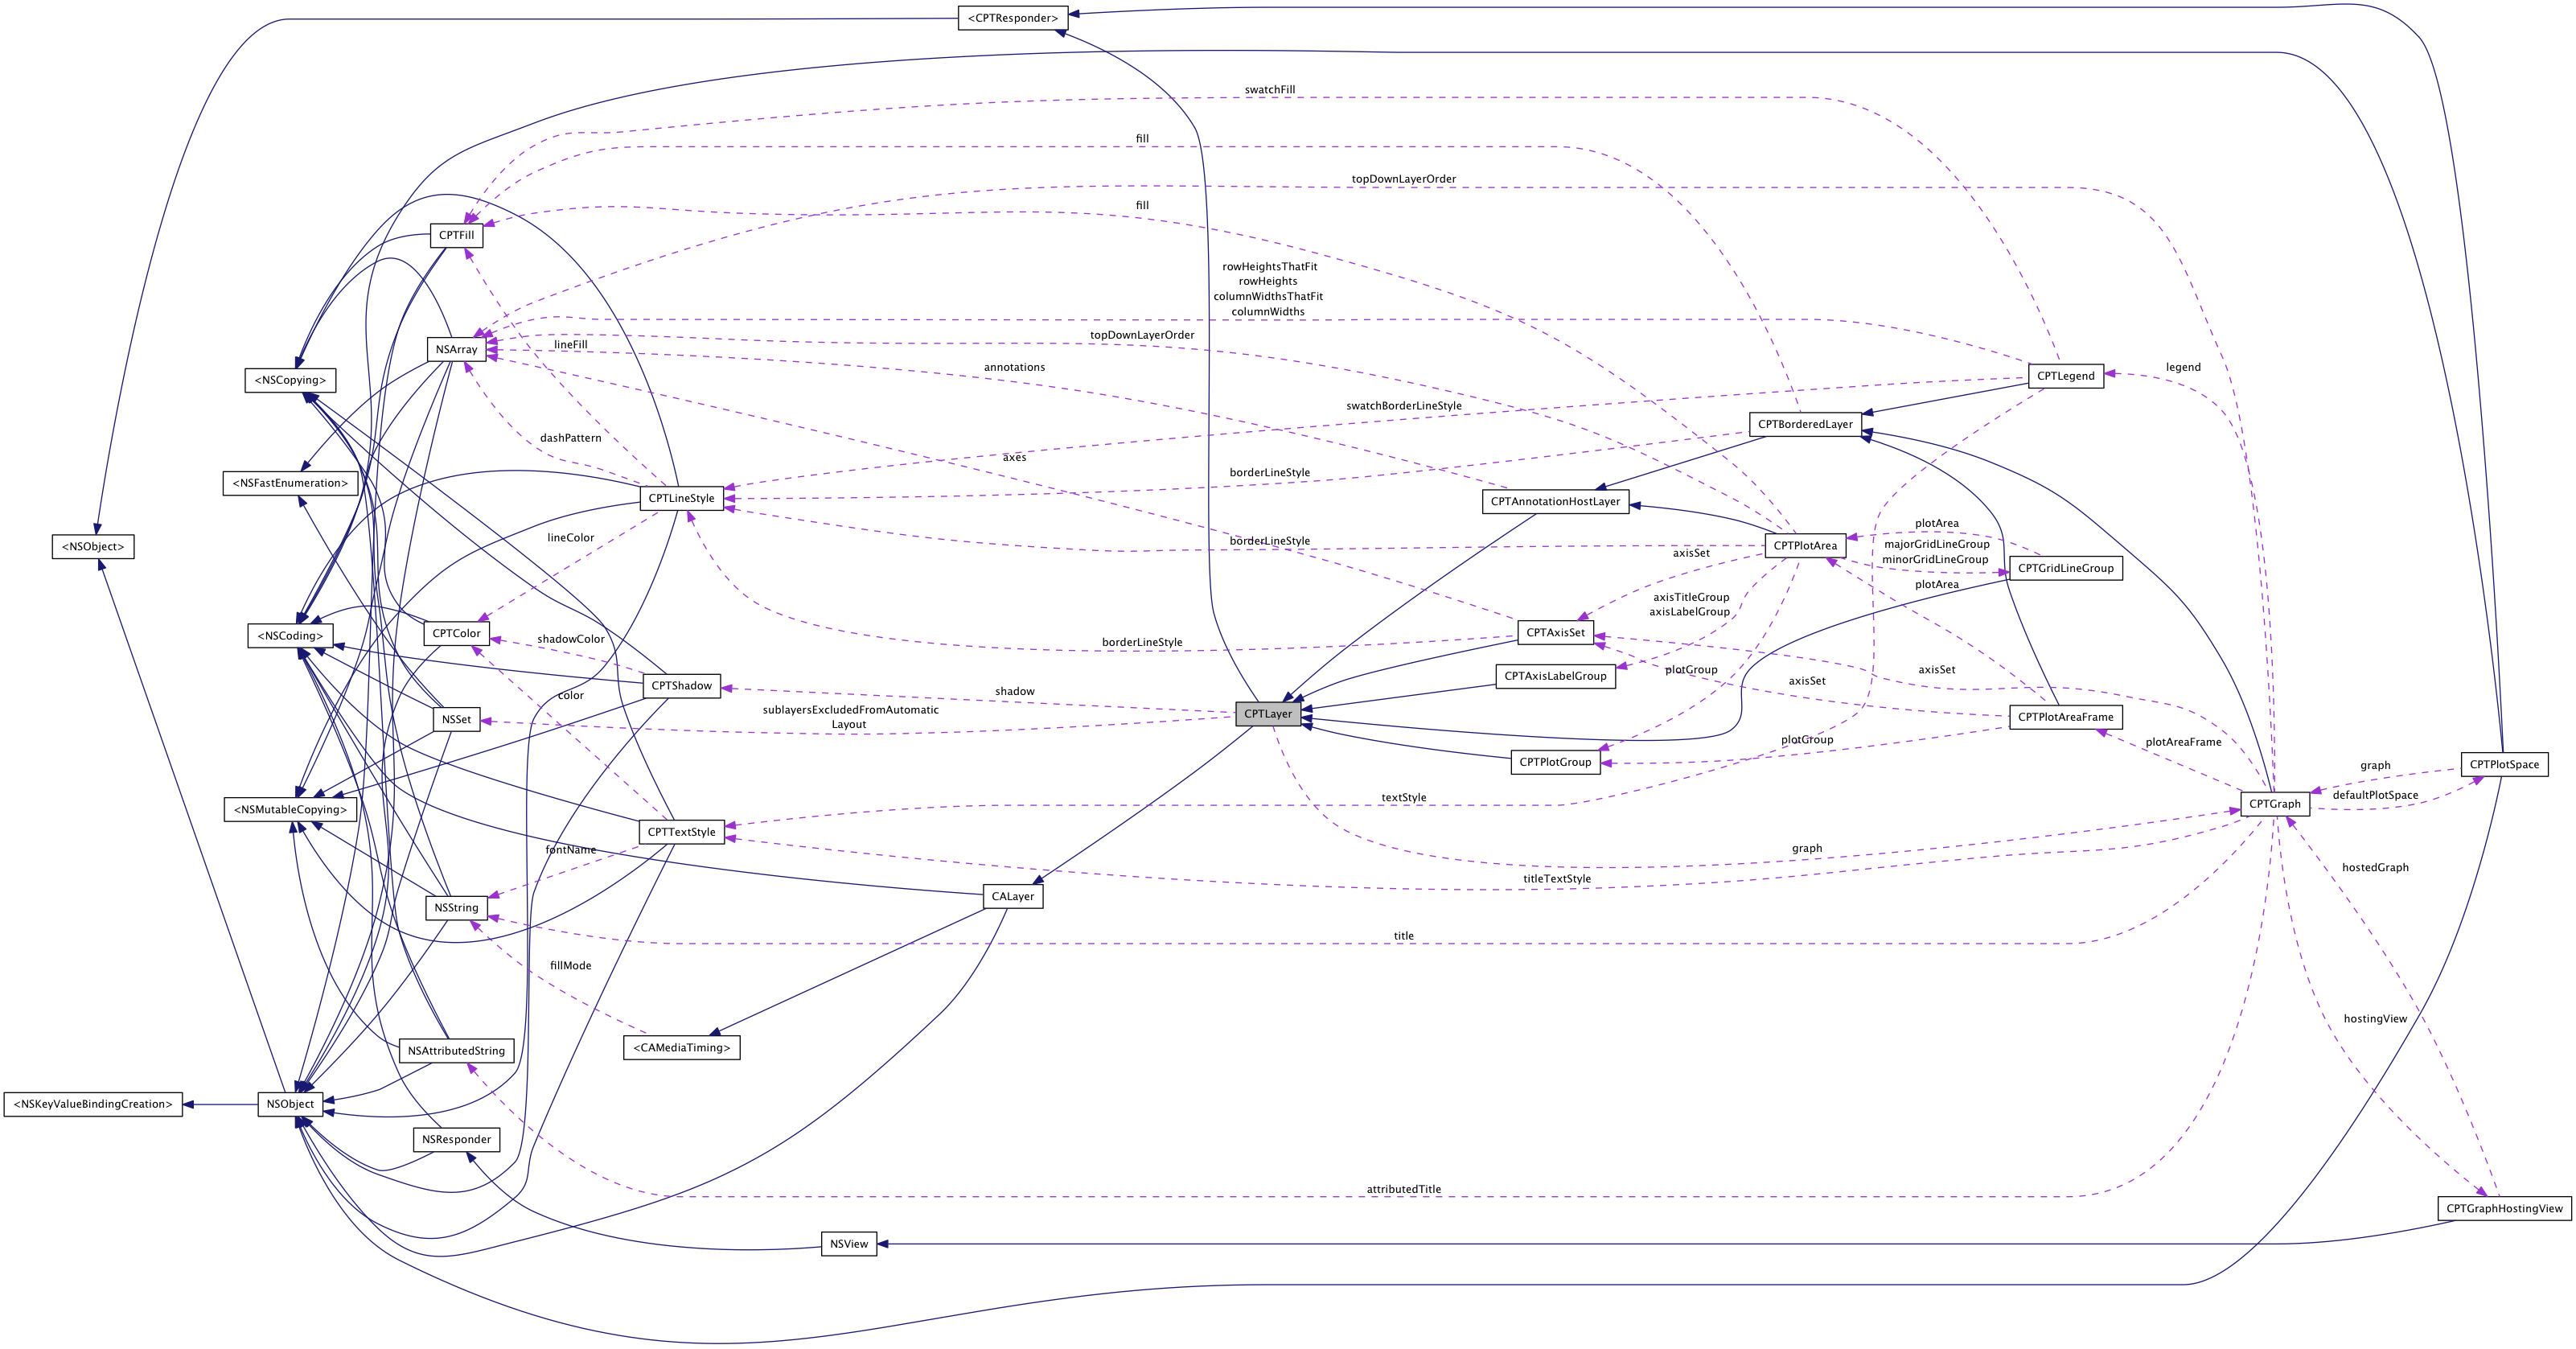 <CPTResponder>
swatchFill
fill
topDownLayerOrder
fill
CPTFill
rowHeightsThatFit
rowHeights
columnWidthsThatFit
columnWidths
topDownLayerOrder
lineFill
NSArray
annotations
legend
<NSCopying>
CPTLegend
swatchBorderLineStyle
CPTBorderedLayer
dashPattern
axes
borderLineStyle
<NSFastEnumeration>
CPTLineStyle
CPTAnnotationHostLayer
plotArea
lineColor
borderLineStyle
<NSObject>
CPTPlotArea
majorGridLineGroup
minorGridLineGroup
axisSet
CPTGridLineGroup
plotArea
axisTitleGroup
axisLabelGroup
<NSCoding>
CPTColor
shadowColor
borderLineStyle
CPTAxisSet
plotGroup
axisSet
CPTAxisLabelGroup
axisSet
color
CPTShadow
shadow
sublayersExcludedFromAutomatic
Layout
NSSet
CPTLayer
CPTPlotAreaFrame
plotGroup
plotAreaFrame
CPTPlotGroup
CPTPlotSpace
graph
defaultPlotSpace
textStyle
CPTGraph
<NSMutableCopying>
CPTTextStyle
fontName
graph
hostedGraph
titleTextStyle
CALayer
NSString
title
fillMode
hostingView
<CAMediaTiming>
NSAttributedString
<NSKeyValueBindingCreation>
NSObject
NSResponder
attributedTitle
CPTGraphHostingView
NSView